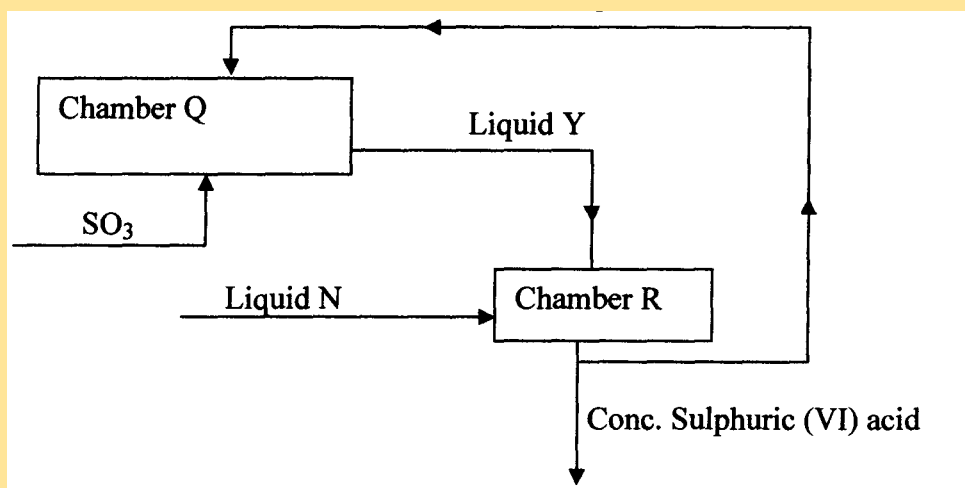 Chamber Q
Liquid Y
SO₃
Liquid N
Chamber R
Conc. Sulphuric (VI) acid